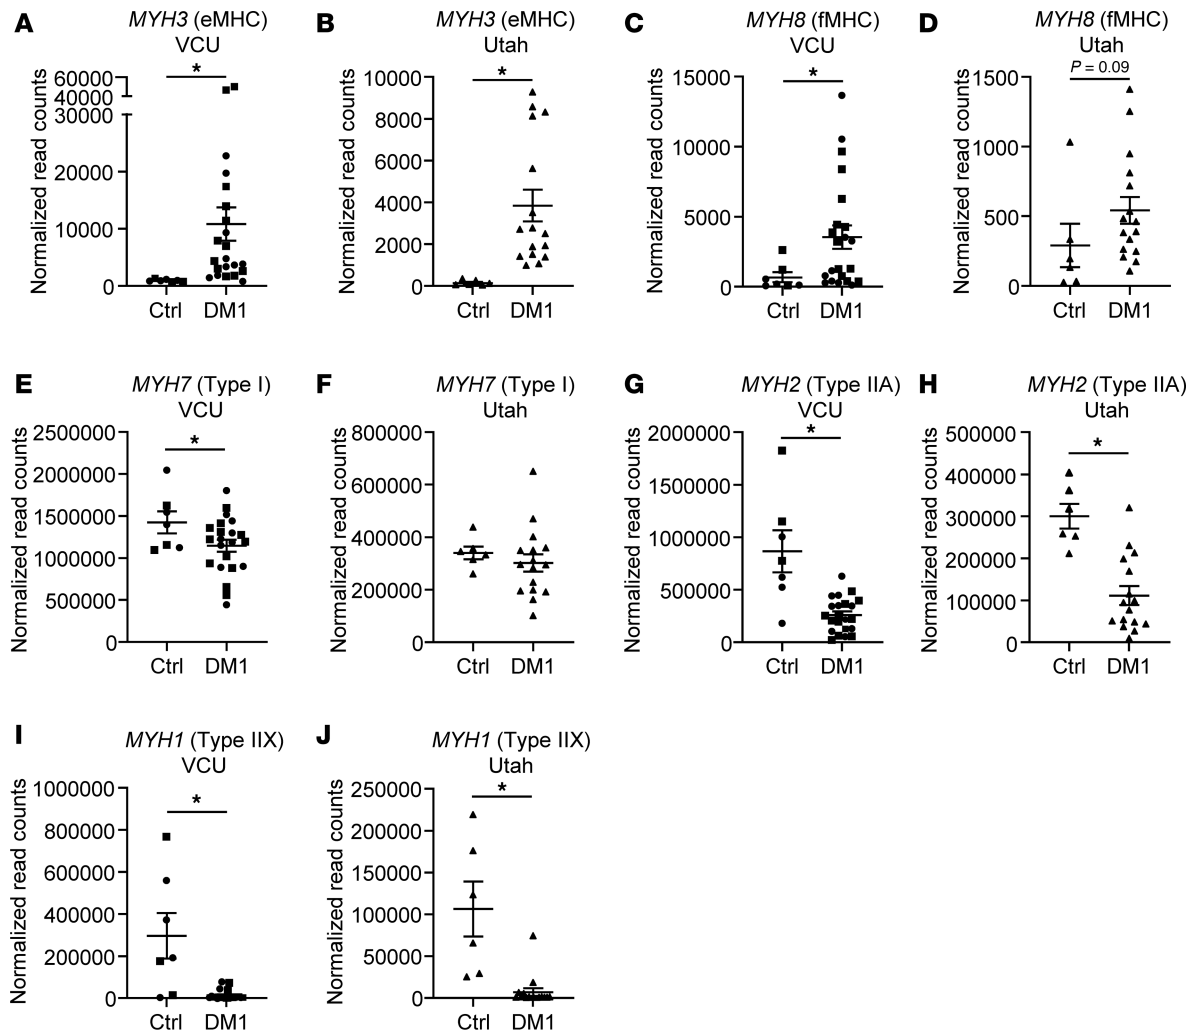 A
MYH3 (eMHC)
VCU
*
Normalized read counts
60000
40000
30000
20000
10000
0
Ctrl
DM1
B
MYH3 (eMHC)
Utah
*
Normalized read counts
10000
8000
6000
4000
2000
0
Ctrl
DM1
C
MYH8 (fMHC)
VCU
*
Normalized read counts
15000
10000
5000
0
Ctrl
DM1
D
MYH8 (fMHC)
Utah
P = 0.09
Normalized read counts
1500
1000
500
0
Ctrl
DM1
E
MYH7 (Type I)
VCU
*
Normalized read counts
2500000
2000000
1500000
1000000
500000
0
Ctrl
DM1
F
MYH7 (Type I)
Utah
Normalized read counts
800000
600000
400000
200000
0
Ctrl
DM1
G
MYH2 (Type IIA)
VCU
*
Normalized read counts
2000000
1500000
1000000
500000
0
Ctrl
DM1
H
MYH2 (Type IIA)
Utah
*
Normalized read counts
500000
400000
300000
200000
100000
0
Ctrl
DM1
I
MYH1 (Type IIX)
VCU
*
Normalized read counts
1000000
800000
600000
400000
200000
0
Ctrl
DM1
J
MYH1 (Type IIX)
Utah
*
Normalized read counts
250000
200000
150000
100000
50000
0
Ctrl
DM1